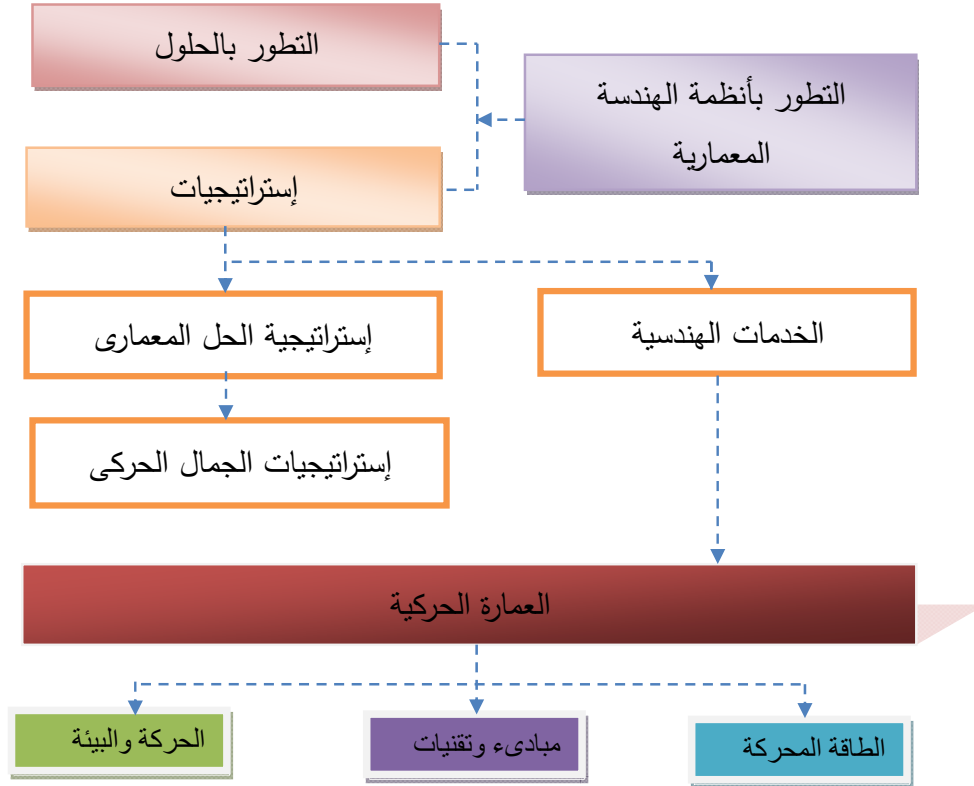 التطور بالحلول
التطور بأنظمة الهندسة
المعمارية
إستراتيجيات
الخدمات الهندسية
إستراتيجية الحل المعمارى
إستراتيجيات الجمال الحركى
العمارة الحركية
الطاقة المحركة
مبادىء وتقنيات
الحركة والبيئة